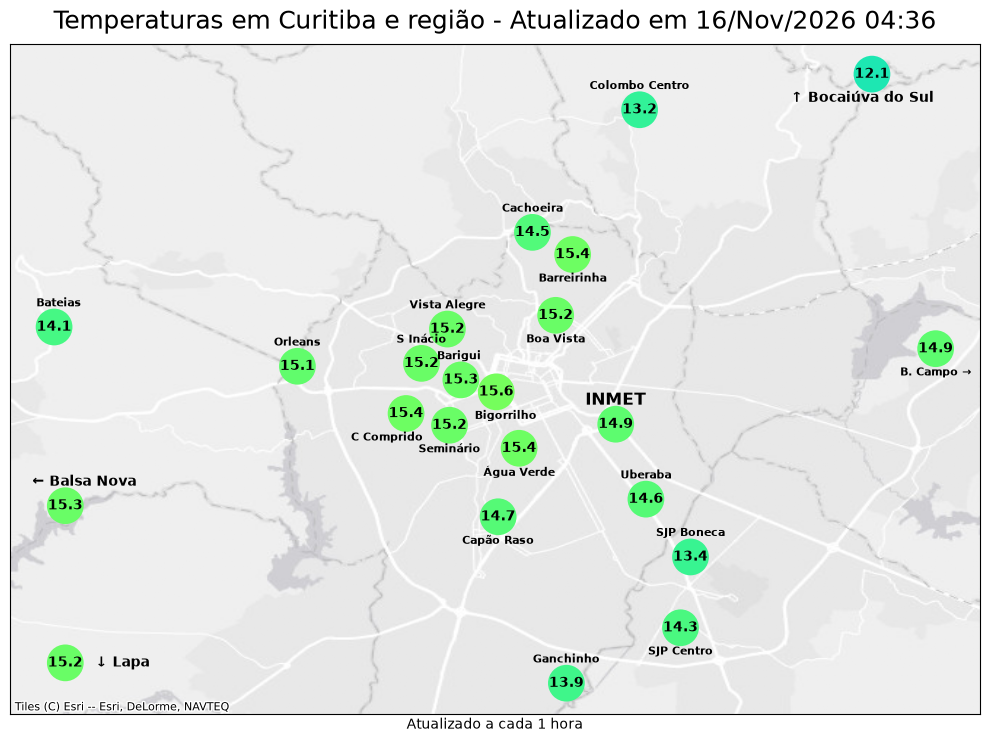 Temperaturas em Curitiba e região - Atualizado em 16/Nov/2026 04:36
12.1
↑ Bocaiúva do Sul
Colombo Centro
13.2
Cachoeira
14.5
15.4
Barreirinha
Bateias
14.1
Vista Alegre
15.2
15.2
Boa Vista
Orleans
15.1
S Inácio
15.2
Barigui
15.3
14.9
B. Campo →
15.6
Bigorrilho
INMET
14.9
15.4
C Comprido
15.2
Seminário
15.4
Água Verde
← Balsa Nova
15.3
Uberaba
14.6
14.7
Capão Raso
SJP Boneca
13.4
14.3
SJP Centro
15.2 ↓ Lapa
Ganchinho
13.9
Tiles (C) Esri -- Esri, DeLorme, NAVTEQ
Atualizado a cada 1 hora